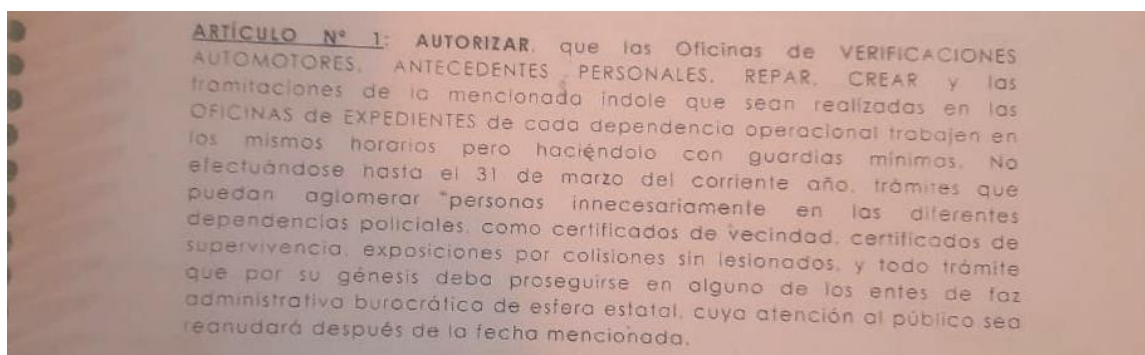 ARTÍCULO Nº 1: AUTORIZAR, que las Oficinas de VERIFICACIONES
AUTOMOTORES, ANTECEDENTES PERSONALES, REPAR, CREAR y las
tramitaciones de la mencionada índole que sean realizadas en las
OFICINAS de EXPEDIENTES de cada dependencia operacional trabajen en
los mismos horarios pero haciéndolo con guardias mínimas. No
efectuándose hasta el 31 de marzo del corriente año, trámites que
puedan aglomerar personas innecesariamente en las diferentes
dependencias policiales, como certificados de vecindad, certificados de
supervivencia, exposiciones por colisiones sin lesionados, y todo trámite
que por su génesis deba proseguirse en alguno de los entes de faz
administrativa burocrática de esfera estatal, cuya atención al público sea
reanudará después de la fecha mencionada.